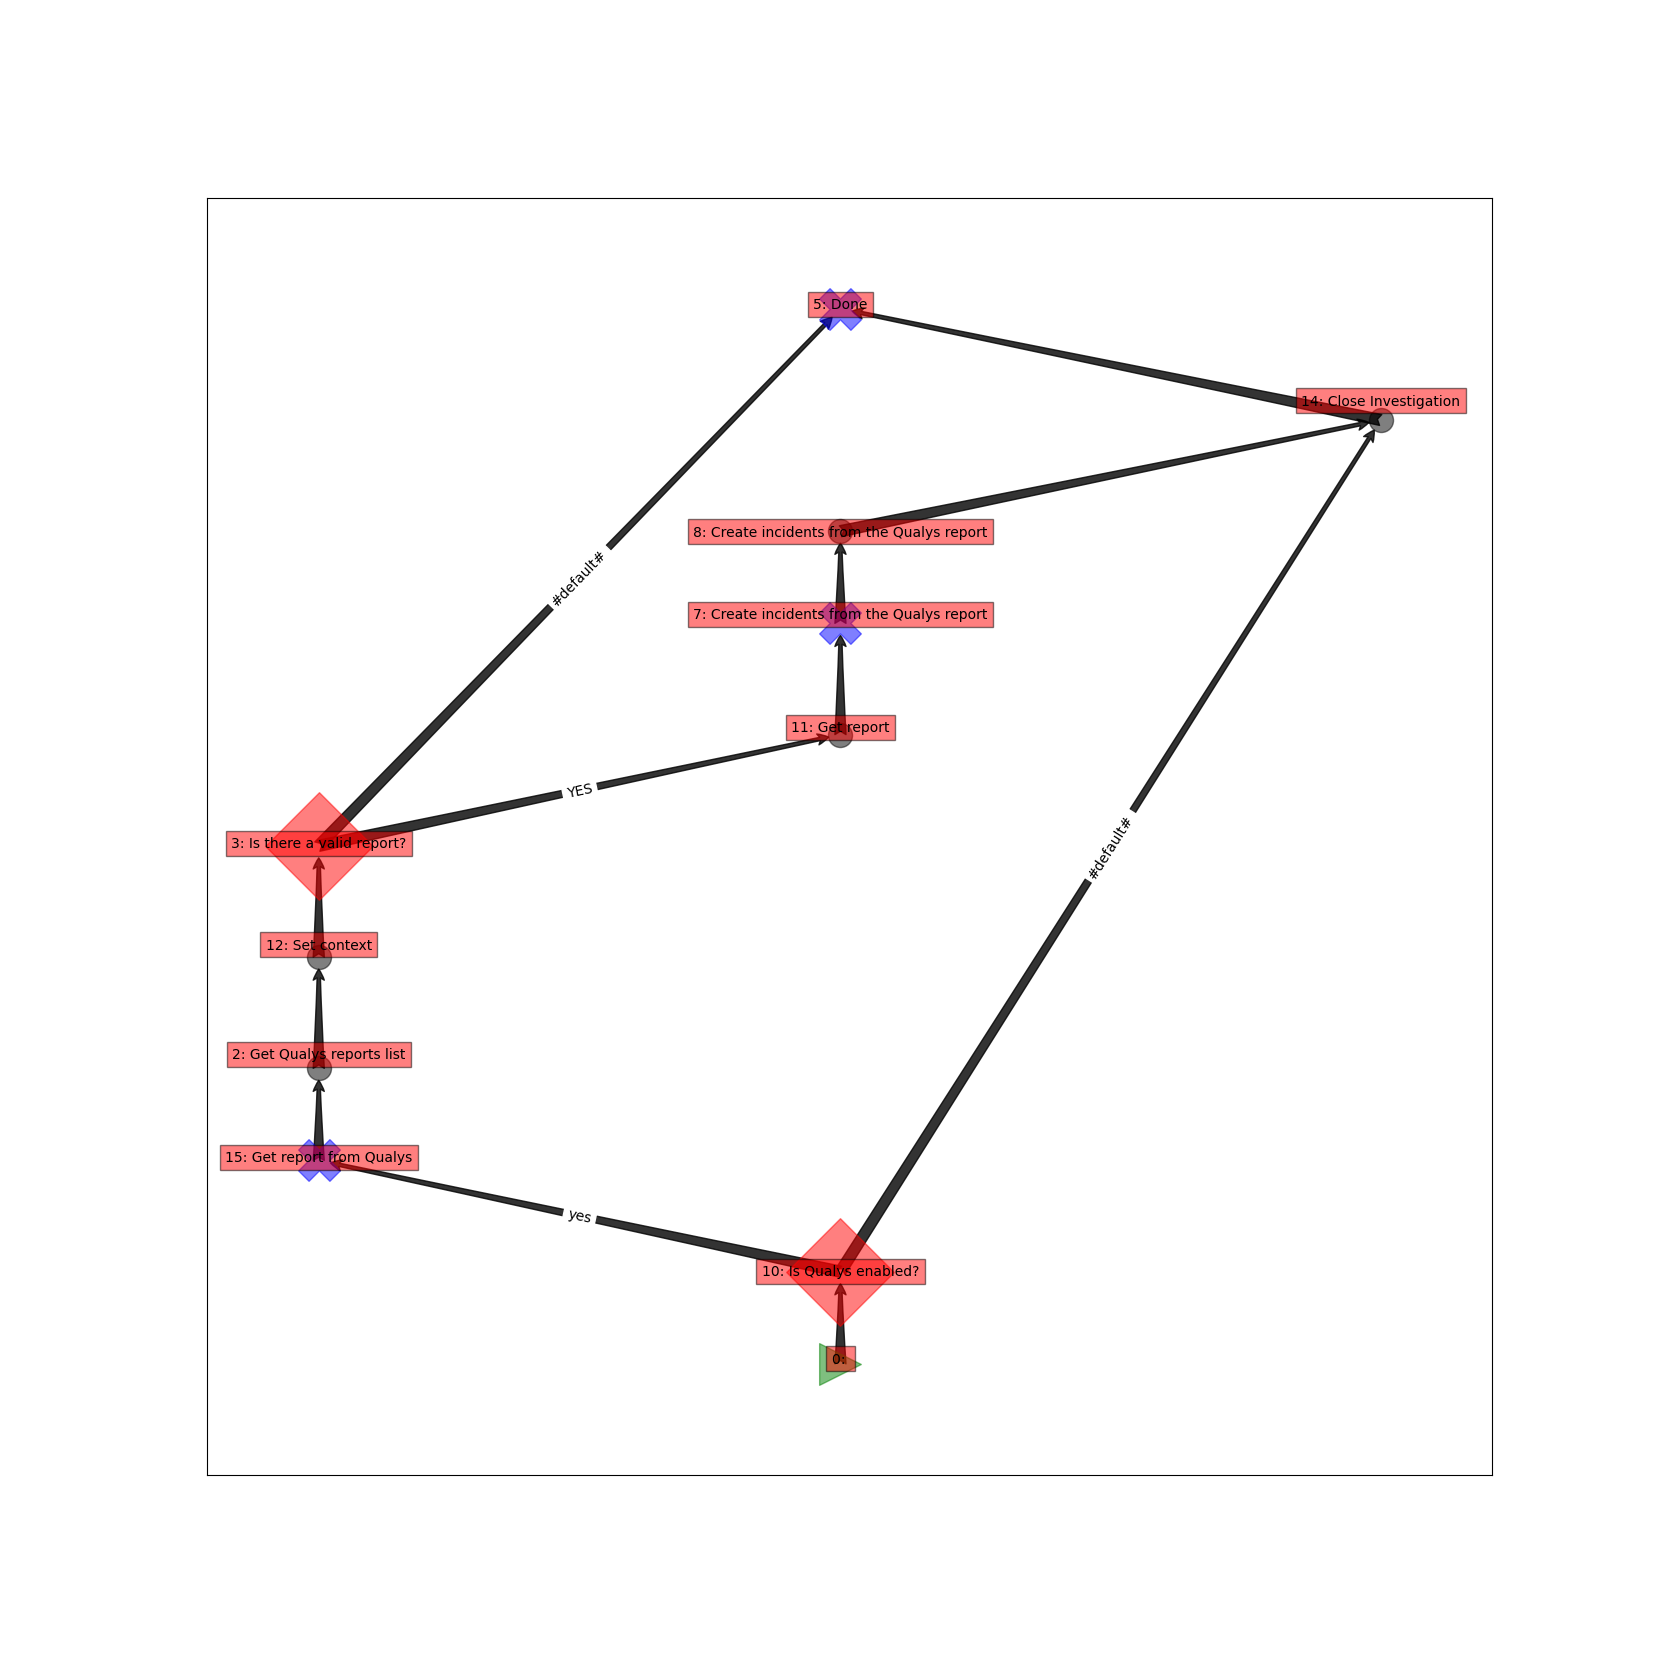 5: Done
14: Close Investigation
8: Create incidents from the Qualys report
#default#
7: Create incidents from the Qualys report
11: Get report
YES
3: Is there a valid report?
#default#
12: Set context
2: Get Qualys reports list
15: Get report from Qualys
yes
10: Is Qualys enabled?
0: